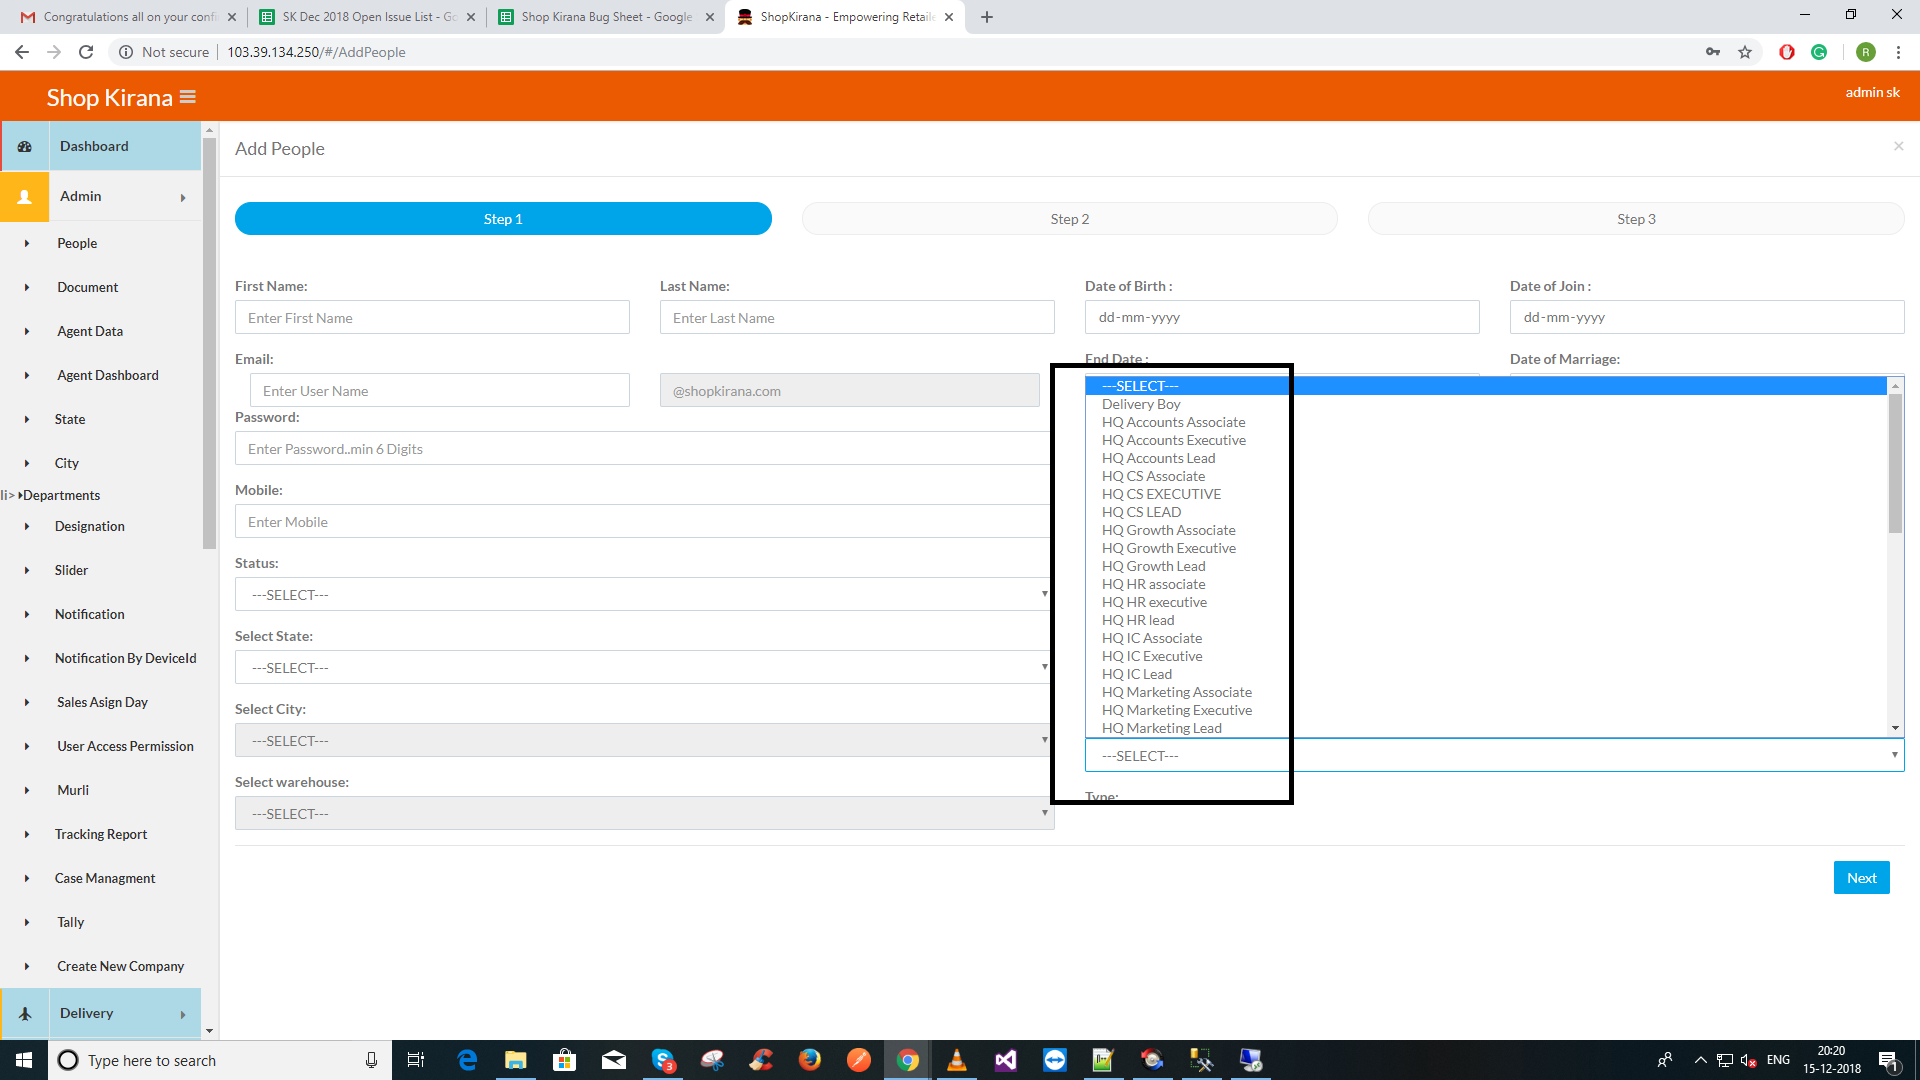 Congratulations all on your confi
SK Dec 2018 Open Issue List - Go
Shop Kirana Bug Sheet - Google
ShopKirana - Empowering Retaile
Not secure
103.39.134.250/#/AddPeople
R
Shop Kirana
admin sk
Dashboard
Admin
People
Document
Agent Data
Agent Dashboard
State
City
li> Departments
Designation
Slider
Notification
Notification By DeviceId
Sales Asign Day
User Access Permission
Murli
Tracking Report
Case Managment
Tally
Create New Company
Delivery
Add People
Step 1
Step 2
Step 3
First Name:
Enter First Name
Last Name:
Enter Last Name
Date of Birth :
dd-mm-yyyy
Date of Join :
dd-mm-yyyy
Email:
Enter User Name
@shopkirana.com
End Date :
Date of Marriage:
Password:
Enter Password..min 6 Digits
Mobile:
Enter Mobile
Status:
---SELECT---
Select State:
---SELECT---
Select City:
---SELECT---
Select warehouse:
---SELECT---
---SELECT---
Delivery Boy
HQ Accounts Associate
HQ Accounts Executive
HQ Accounts Lead
HQ CS Associate
HQ CS EXECUTIVE
HQ CS LEAD
HQ Growth Associate
HQ Growth Executive
HQ Growth Lead
HQ HR associate
HQ HR executive
HQ HR lead
HQ IC Associate
HQ IC Executive
HQ IC Lead
HQ Marketing Associate
HQ Marketing Executive
HQ Marketing Lead
---SELECT---
Type:
Next
Type here to search
3
ENG
20:20
15-12-2018
1